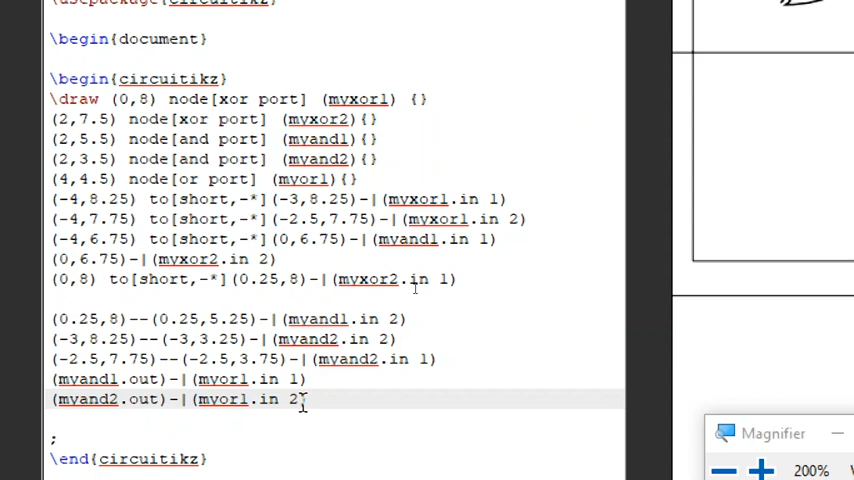 \usepackage{circuitikz}
\begin{document}
\begin{circuitikz}
\draw (0,8) node[xor port] (myxor1) {}
(2,7.5) node[xor port] (myxor2){}
(2,5.5) node[and port] (myand1){}
(2,3.5) node[and port] (myand2){}
(4,4.5) node[or port] (myor1){}
(-4,8.25) to[short,-*](-3,8.25)-|(myxor1.in 1)
(-4,7.75) to[short,-*](-2.5,7.75)-|(myxor1.in 2)
(-4,6.75) to[short,-*](0,6.75)-|(myand1.in 1)
(0,6.75)-|(myxor2.in 2)
(0,8) to[short,-*](0.25,8)-|(myxor2.in 1)
(0.25,8)--(0.25,5.25)-|(myand1.in 2)
(-3,8.25)--(-3,3.25)-|(myand2.in 2)
(-2.5,7.75)--(-2.5,3.75)-|(myand2.in 1)
(myand1.out)-|(myor1.in 1)
(myand2.out)-|(myor1.in 2)
;
\end{circuitikz}
Magnifier
200%